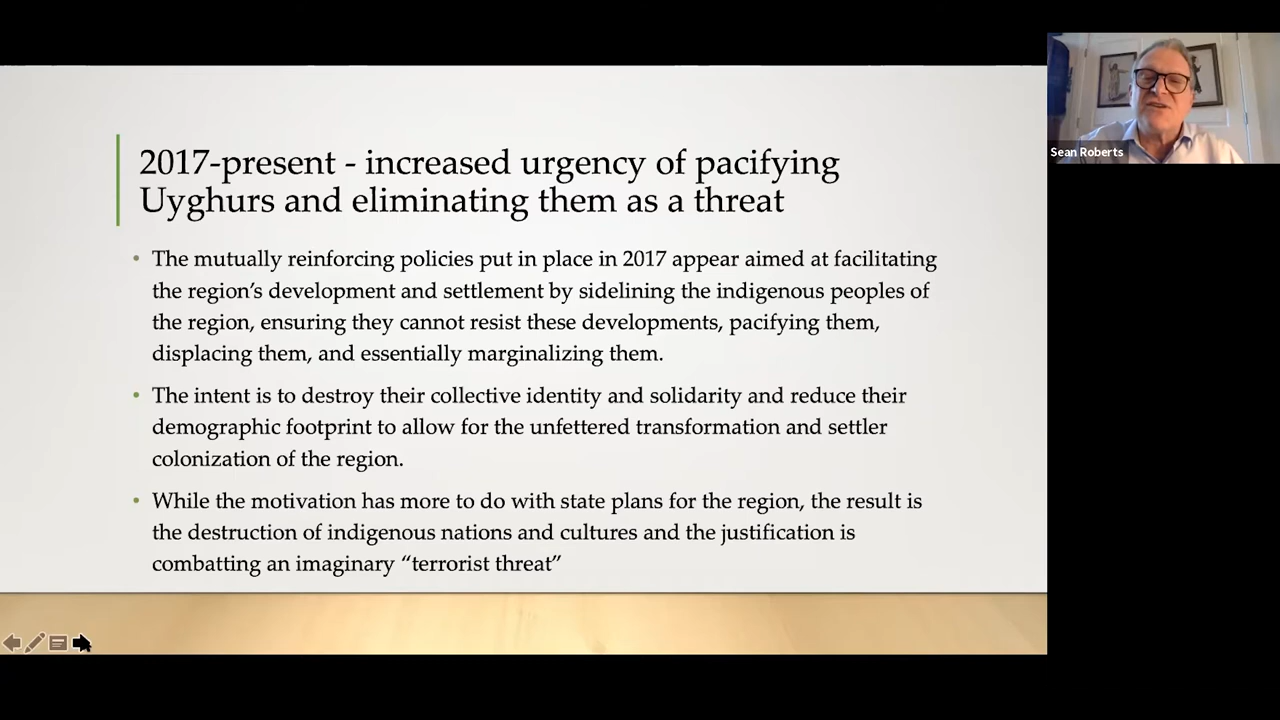 2017-present - increased urgency of pacifying
Uyghurs and eliminating them as a threat
• The mutually reinforcing policies put in place in 2017 appear aimed at facilitating
the region’s development and settlement by sidelining the indigenous peoples of
the region, ensuring they cannot resist these developments, pacifying them,
displacing them, and essentially marginalizing them.
• The intent is to destroy their collective identity and solidarity and reduce their
demographic footprint to allow for the unfettered transformation and settler
colonization of the region.
• While the motivation has more to do with state plans for the region, the result is
the destruction of indigenous nations and cultures and the justification is
combatting an imaginary “terrorist threat”
Sean Roberts